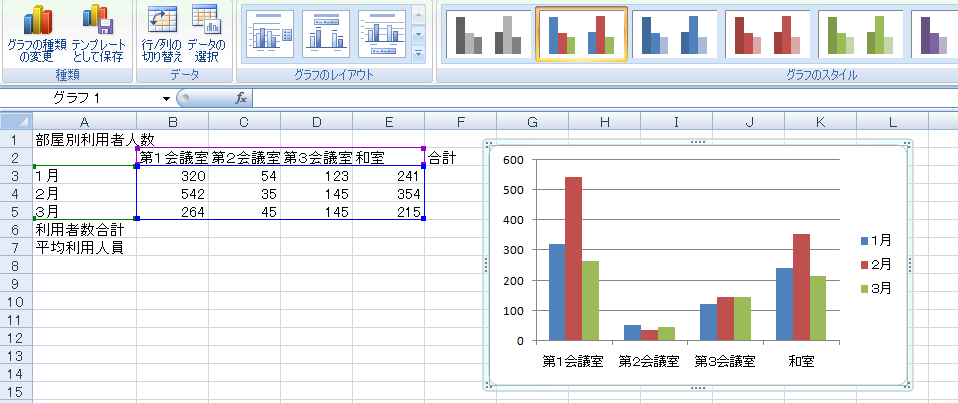 グラフの種類の変更 テンプレートとして保存 行/列の切り替え データの選択
種類 データ グラフのレイアウト グラフのスタイル
グラフ 1 fx
A B C D E F G H I J K L
1 部屋別利用者人数
2 第1会議室 第2会議室 第3会議室 和室 合計
3 1月 320 54 123 241
4 2月 542 35 145 354
5 3月 264 45 145 215
6 利用者数合計
7 平均利用人員
8
9
10
11
12
13
14
15
600
500
400
300
200
100
0
第1会議室 第2会議室 第3会議室 和室
1月
2月
3月